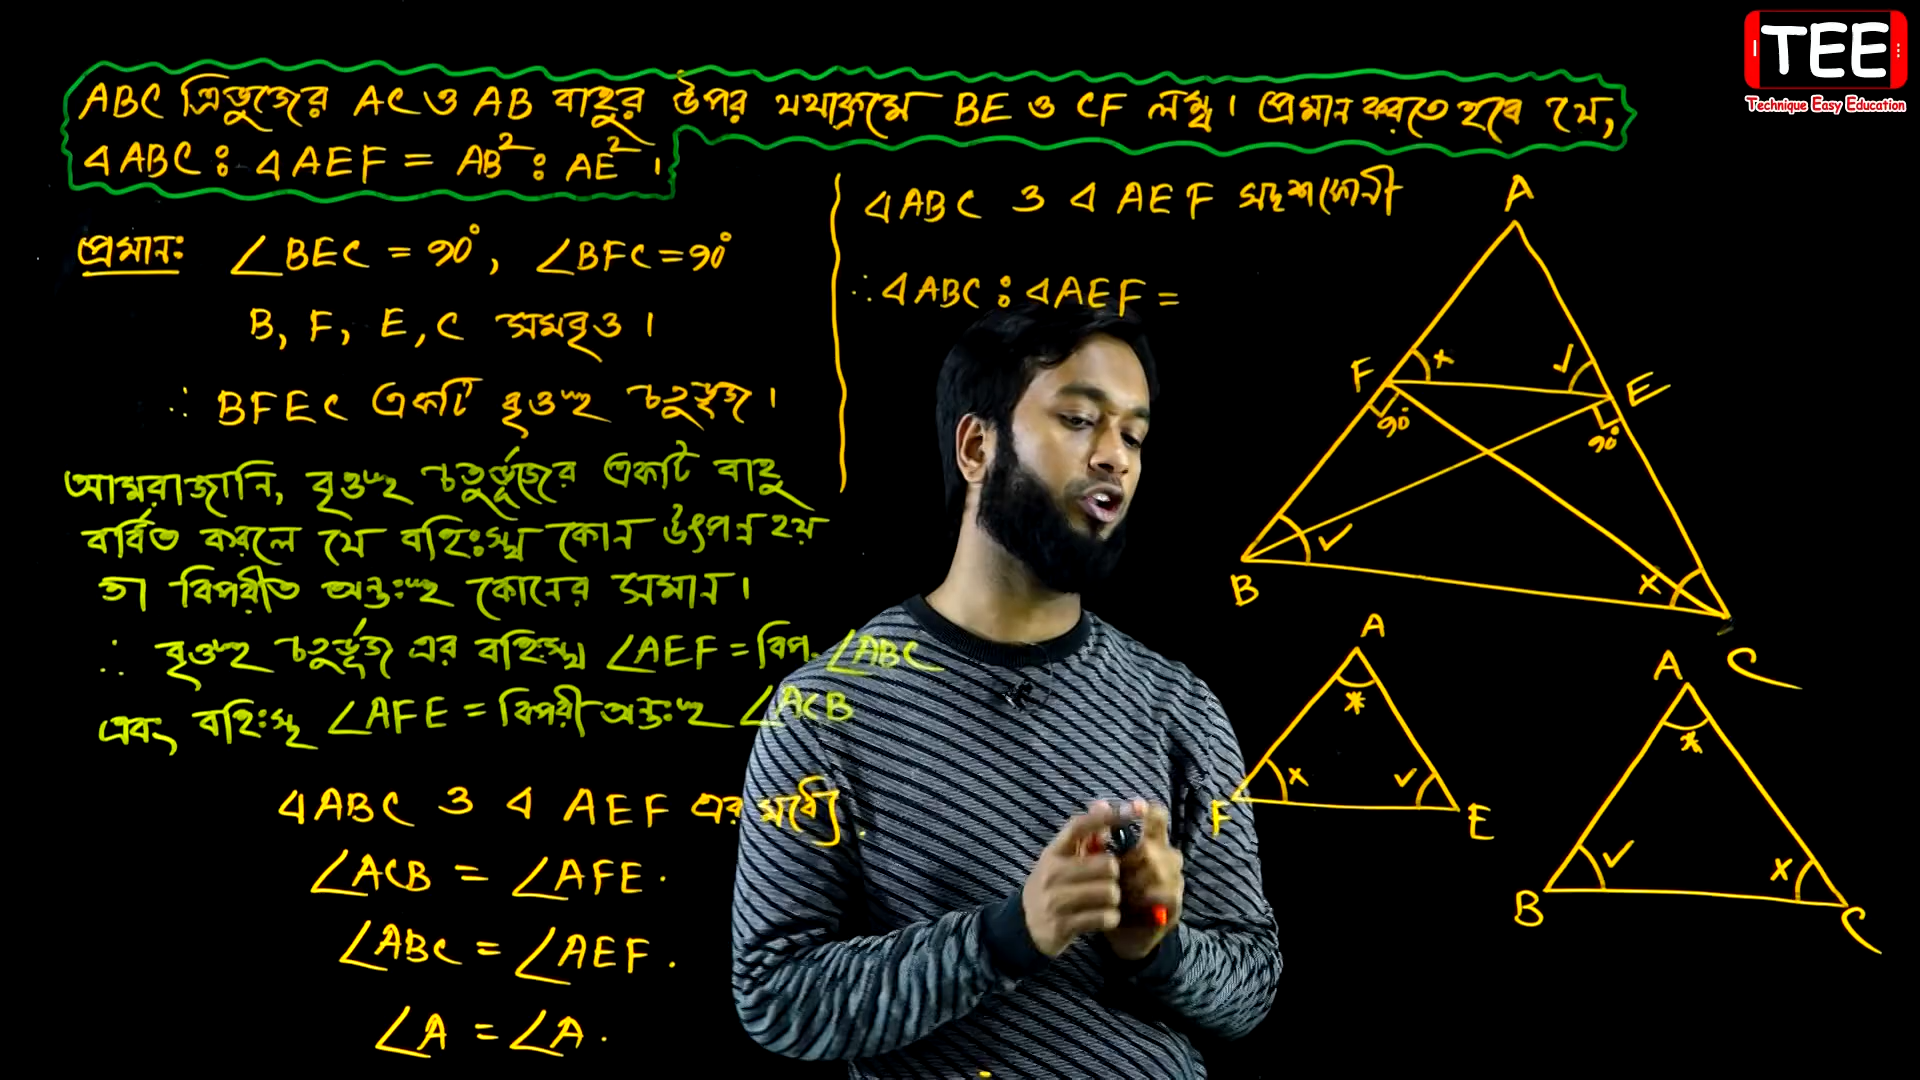 TEE
Technique Easy Education
ABC ত্রিভুজের AC ও AB বাহুর উপর যথাক্রমে BE ও CF লম্ব। প্রমান করতে হবে যে,
⊿ABC : ⊿AEF = AB² : AE² ।
প্রমান: ∠BEC = 90°, ∠BFC = 90°
B, F, E, C সমবৃত্ত ।
∴ BFEC একটি বৃত্তস্থ চতুর্ভূজ ।
আমরা জানি, বৃত্তস্থ চতুর্ভূজের একটি বাহু
বর্ধিত করলে যে বহিঃস্থ কোন উৎপন্ন হয়
তা বিপরীত অন্তঃস্থ কোনের সমান ।
∴ বৃত্তস্থ চতুর্ভূজ এর বহিঃস্থ ∠AEF = বিপ. ∠ABC
এবং বহিঃস্থ ∠AFE = বিপরী অন্তঃস্থ ∠ACB
⊿ABC ও ⊿AEF এর মধ্যে.
∠ACB = ∠AFE .
∠ABC = ∠AEF .
∠A = ∠A .
⊿ABC ও ⊿AEF সদৃশকোনী
∴ ⊿ABC : ⊿AEF =
A
F
E
90°
90°
B
C
A
F
E
A
B
C